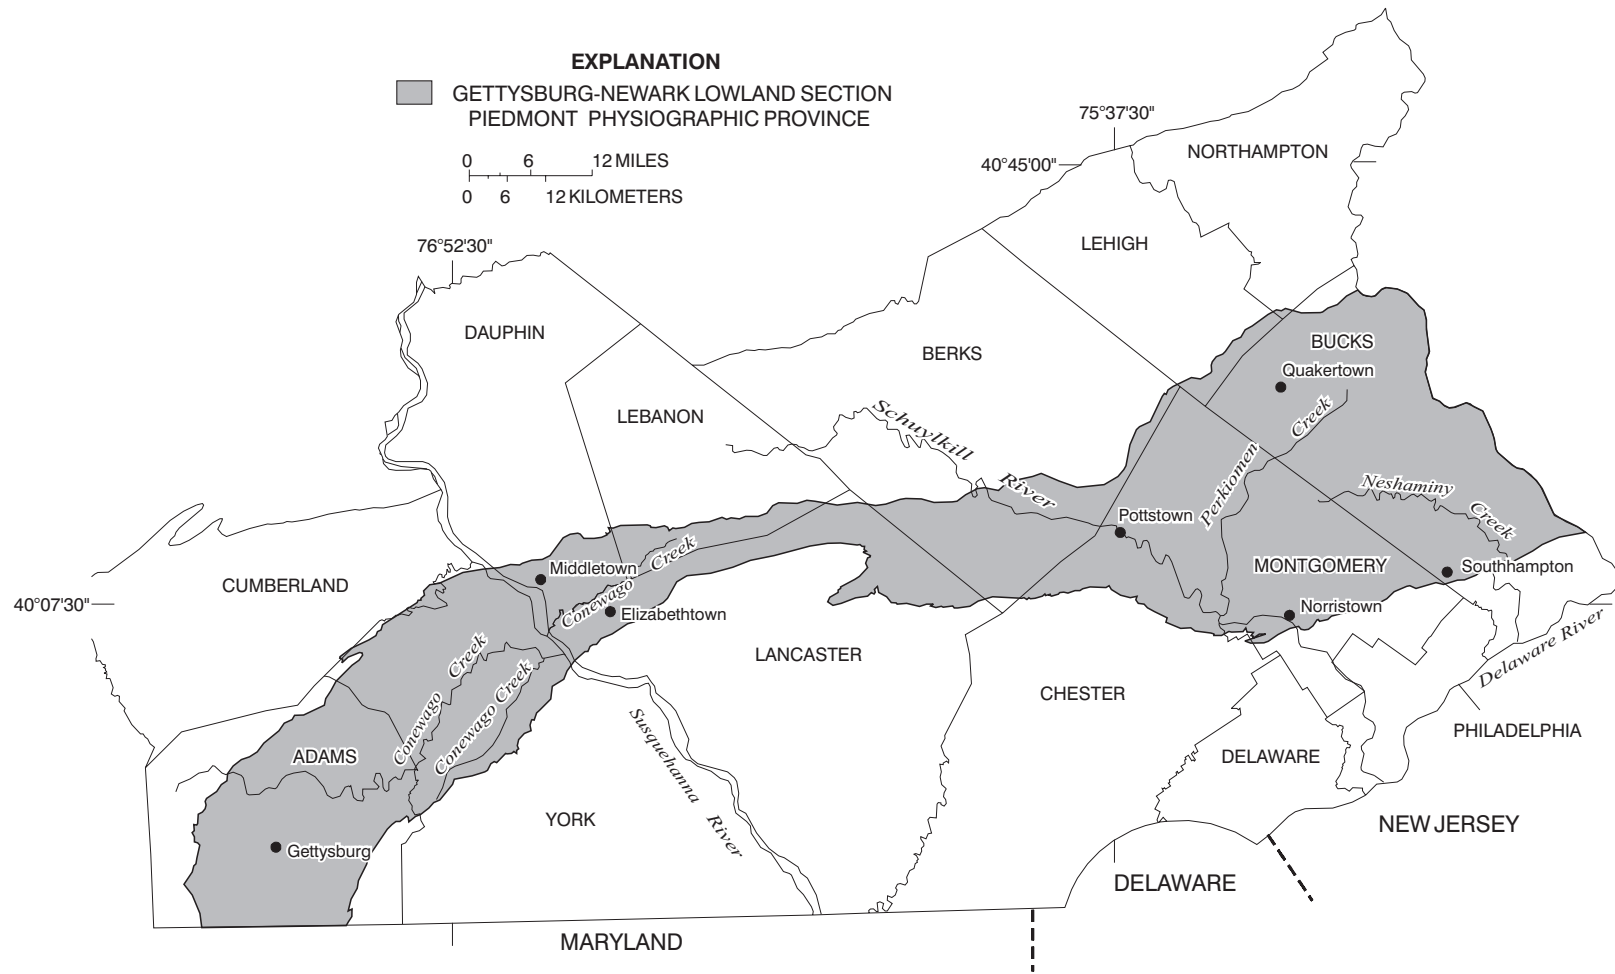 EXPLANATION
GETTYSBURG-NEWARK LOWLAND SECTION
PIEDMONT PHYSIOGRAPHIC PROVINCE
0 6 12 MILES
0 6 12 KILOMETERS
75°37'30"
40°45'00"
NORTHAMPTON
LEHIGH
76°52'30"
DAUPHIN
BERKS
BUCKS
Quakertown
LEBANON
Schuylkill
River
Perkiomen
Creek
Neshaminy
Creek
Pottstown
Middletown
Conewago
Creek
Elizabethtown
MONTGOMERY
Southhampton
Norristown
CUMBERLAND
40°07'30"
LANCASTER
Delaware River
Conewago
Creek
Conewago Creek
CHESTER
Susquehanna
River
PHILADELPHIA
ADAMS
DELAWARE
YORK
NEW JERSEY
Gettysburg
DELAWARE
MARYLAND